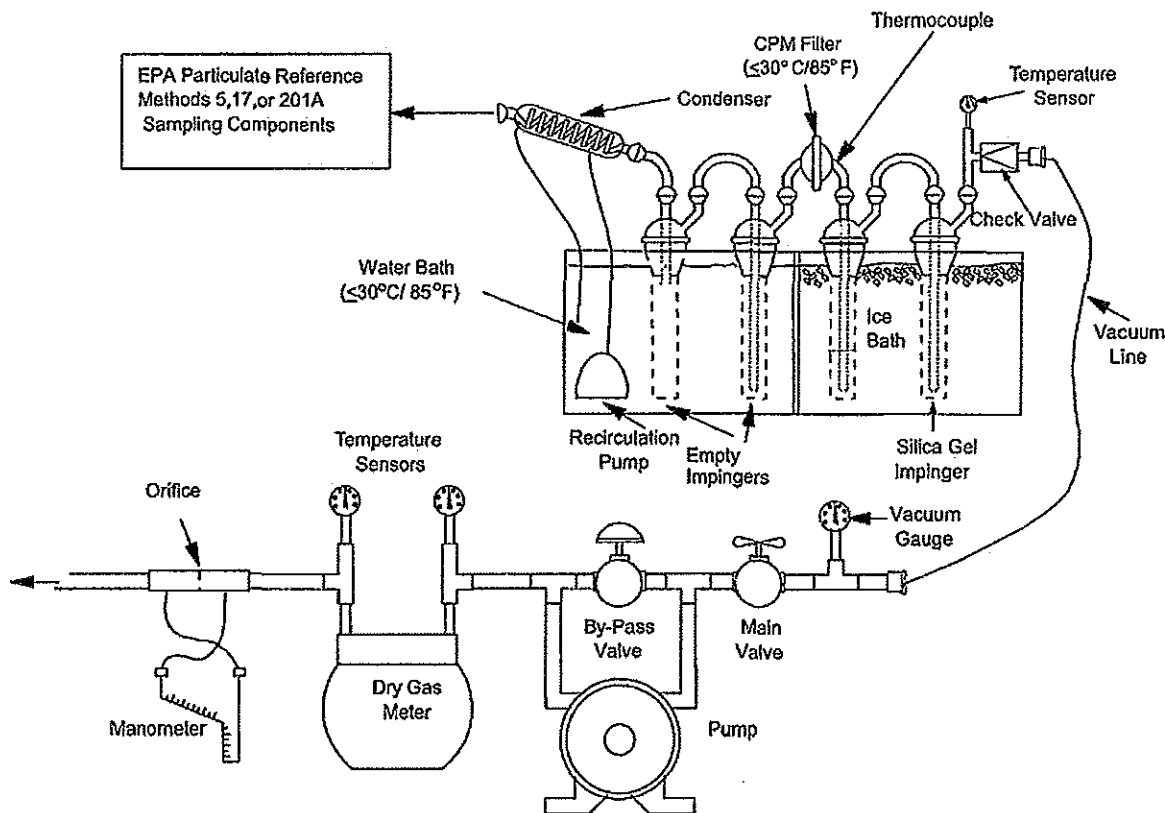 Thermocouple
CPM Filter
(≤30° C/85° F)
EPA Particulate Reference
Methods 5,17,or 201A
Sampling Components
Condenser
Temperature
Sensor
Check Valve
Water Bath
(≤30°C/ 85°F)
Ice
Bath
Vacuum
Line
Recirculation
Pump
Empty
Impingers
Silica Gel
Impinger
Temperature
Sensors
Orifice
Vacuum
Gauge
By-Pass
Valve
Main
Valve
Dry Gas
Meter
Manometer
Pump